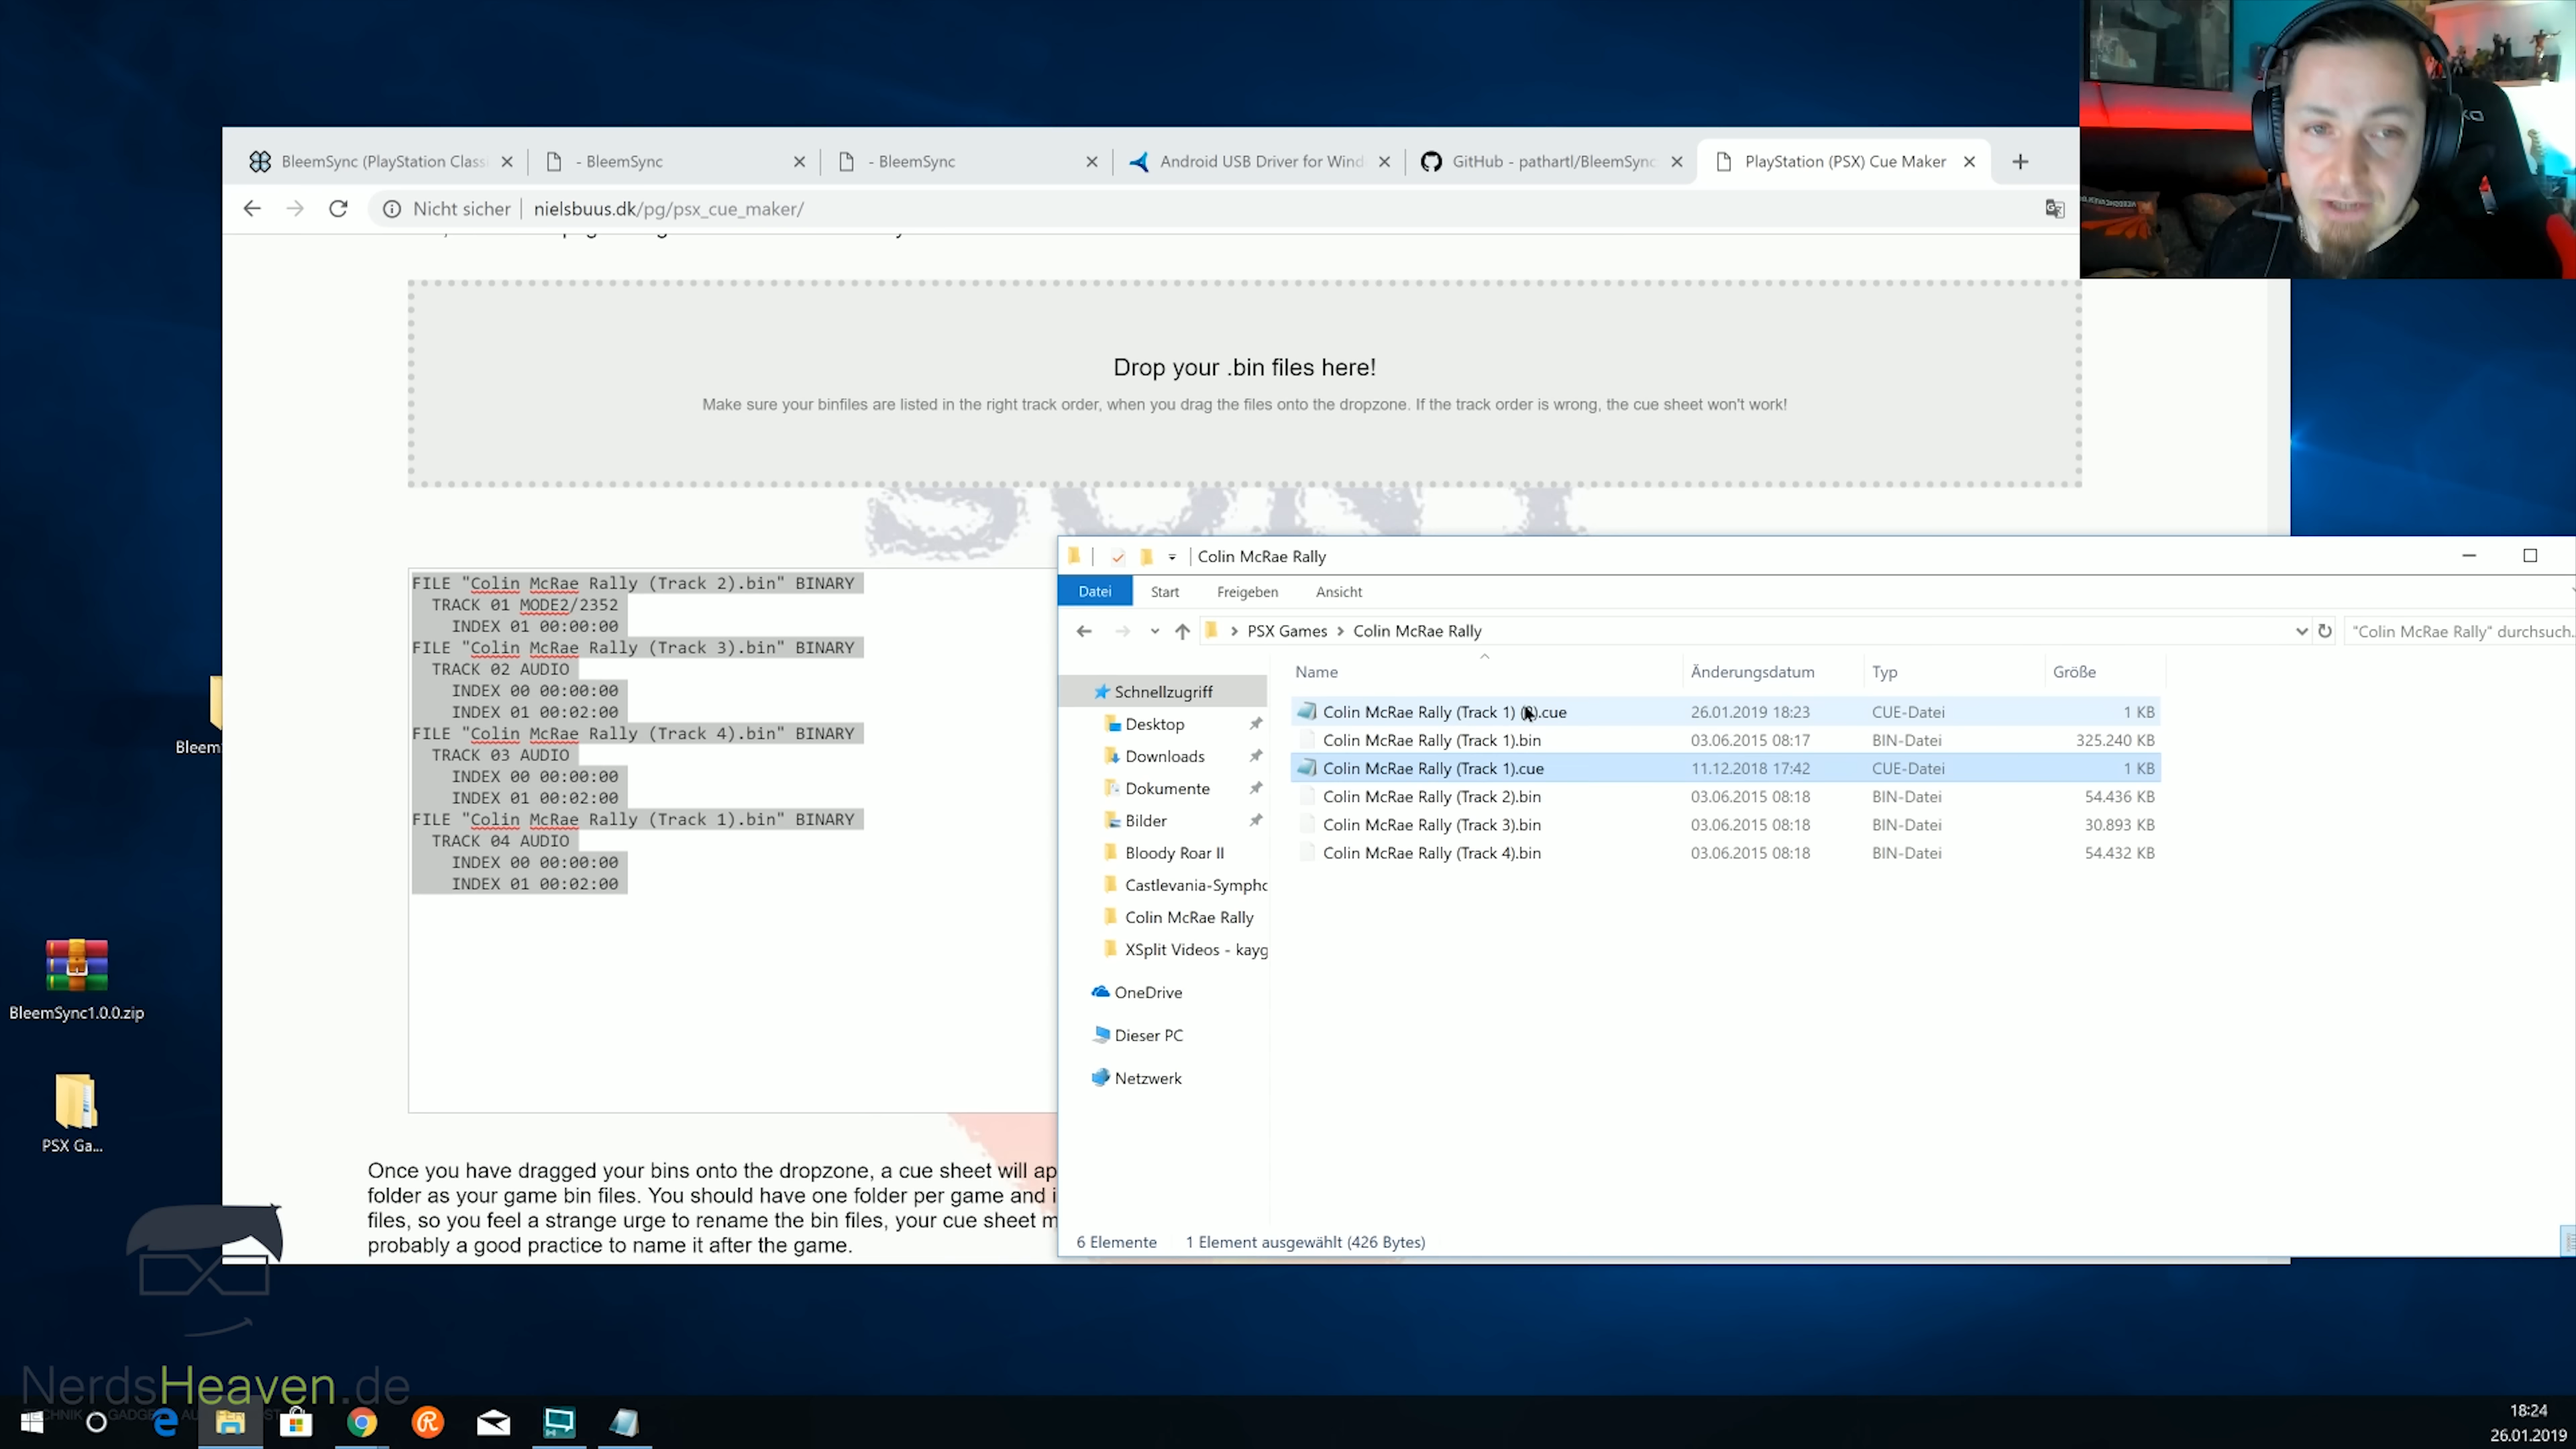 BleemSync (PlayStation Classi
- BleemSync
- BleemSync
Android USB Driver for Wind
GitHub - pathartl/BleemSync
PlayStation (PSX) Cue Maker
Nicht sicher
nielsbuus.dk/pg/psx_cue_maker/
Drop your .bin files here!
Make sure your binfiles are listed in the right track order, when you drag the files onto the dropzone. If the track order is wrong, the cue sheet won't work!
FILE "Colin McRae Rally (Track 2).bin" BINARY
TRACK 01 MODE2/2352
INDEX 01 00:00:00
FILE "Colin McRae Rally (Track 3).bin" BINARY
TRACK 02 AUDIO
INDEX 00 00:00:00
INDEX 01 00:02:00
FILE "Colin McRae Rally (Track 4).bin" BINARY
TRACK 03 AUDIO
INDEX 00 00:00:00
INDEX 01 00:02:00
FILE "Colin McRae Rally (Track 1).bin" BINARY
TRACK 04 AUDIO
INDEX 00 00:00:00
INDEX 01 00:02:00
Once you have dragged your bins onto the dropzone, a cue sheet will ap
folder as your game bin files. You should have one folder per game and i
files, so you feel a strange urge to rename the bin files, your cue sheet m
probably a good practice to name it after the game.
Colin McRae Rally
Datei
Start
Freigeben
Ansicht
PSX Games
Colin McRae Rally
"Colin McRae Rally" durchsuch...
Name
Änderungsdatum
Typ
Größe
Schnellzugriff
Desktop
Downloads
Dokumente
Bilder
Bloody Roar II
Castlevania-Sympho
Colin McRae Rally
XSplit Videos - kayg
OneDrive
Dieser PC
Netzwerk
Colin McRae Rally (Track 1) .cue 26.01.2019 18:23 CUE-Datei 1 KB
Colin McRae Rally (Track 1).bin 03.06.2015 08:17 BIN-Datei 325.240 KB
Colin McRae Rally (Track 1).cue 11.12.2018 17:42 CUE-Datei 1 KB
Colin McRae Rally (Track 2).bin 03.06.2015 08:18 BIN-Datei 54.436 KB
Colin McRae Rally (Track 3).bin 03.06.2015 08:18 BIN-Datei 30.893 KB
Colin McRae Rally (Track 4).bin 03.06.2015 08:18 BIN-Datei 54.432 KB
6 Elemente
1 Element ausgewählt (426 Bytes)
Bleem
BleemSync1.0.0.zip
PSX Ga...
NerdsHeaven.de
18:24
26.01.2019